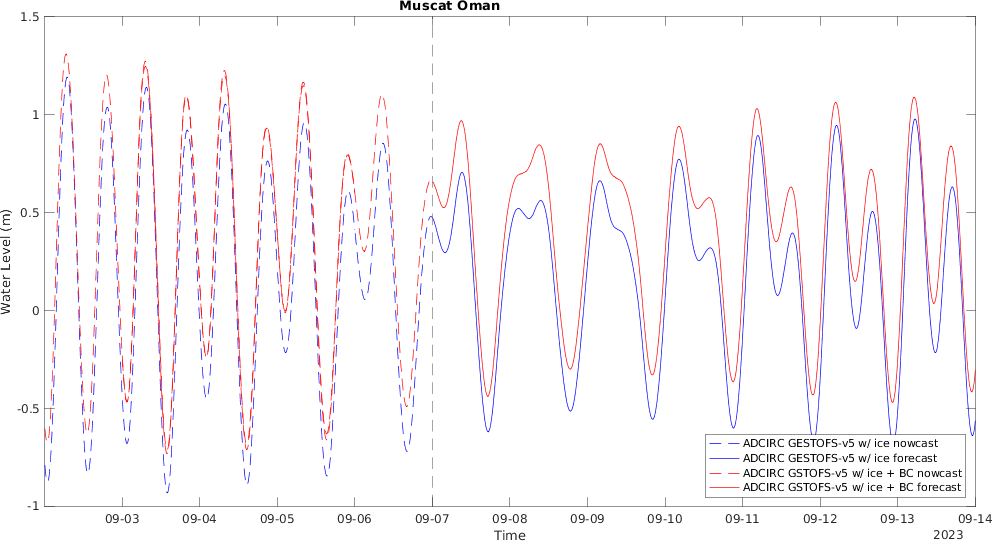 Muscat Oman
1.5
1
0.5
0
-0.5
-1
Water Level (m)
09-03
09-04
09-05
09-06
09-07
09-08
09-09
09-10
09-11
09-12
09-13
09-14
Time
2023
ADCIRC GESTOFS-v5 w/ ice nowcast
ADCIRC GESTOFS-v5 w/ ice forecast
ADCIRC GSTOFS-v5 w/ ice + BC nowcast
ADCIRC GSTOFS-v5 w/ ice + BC forecast